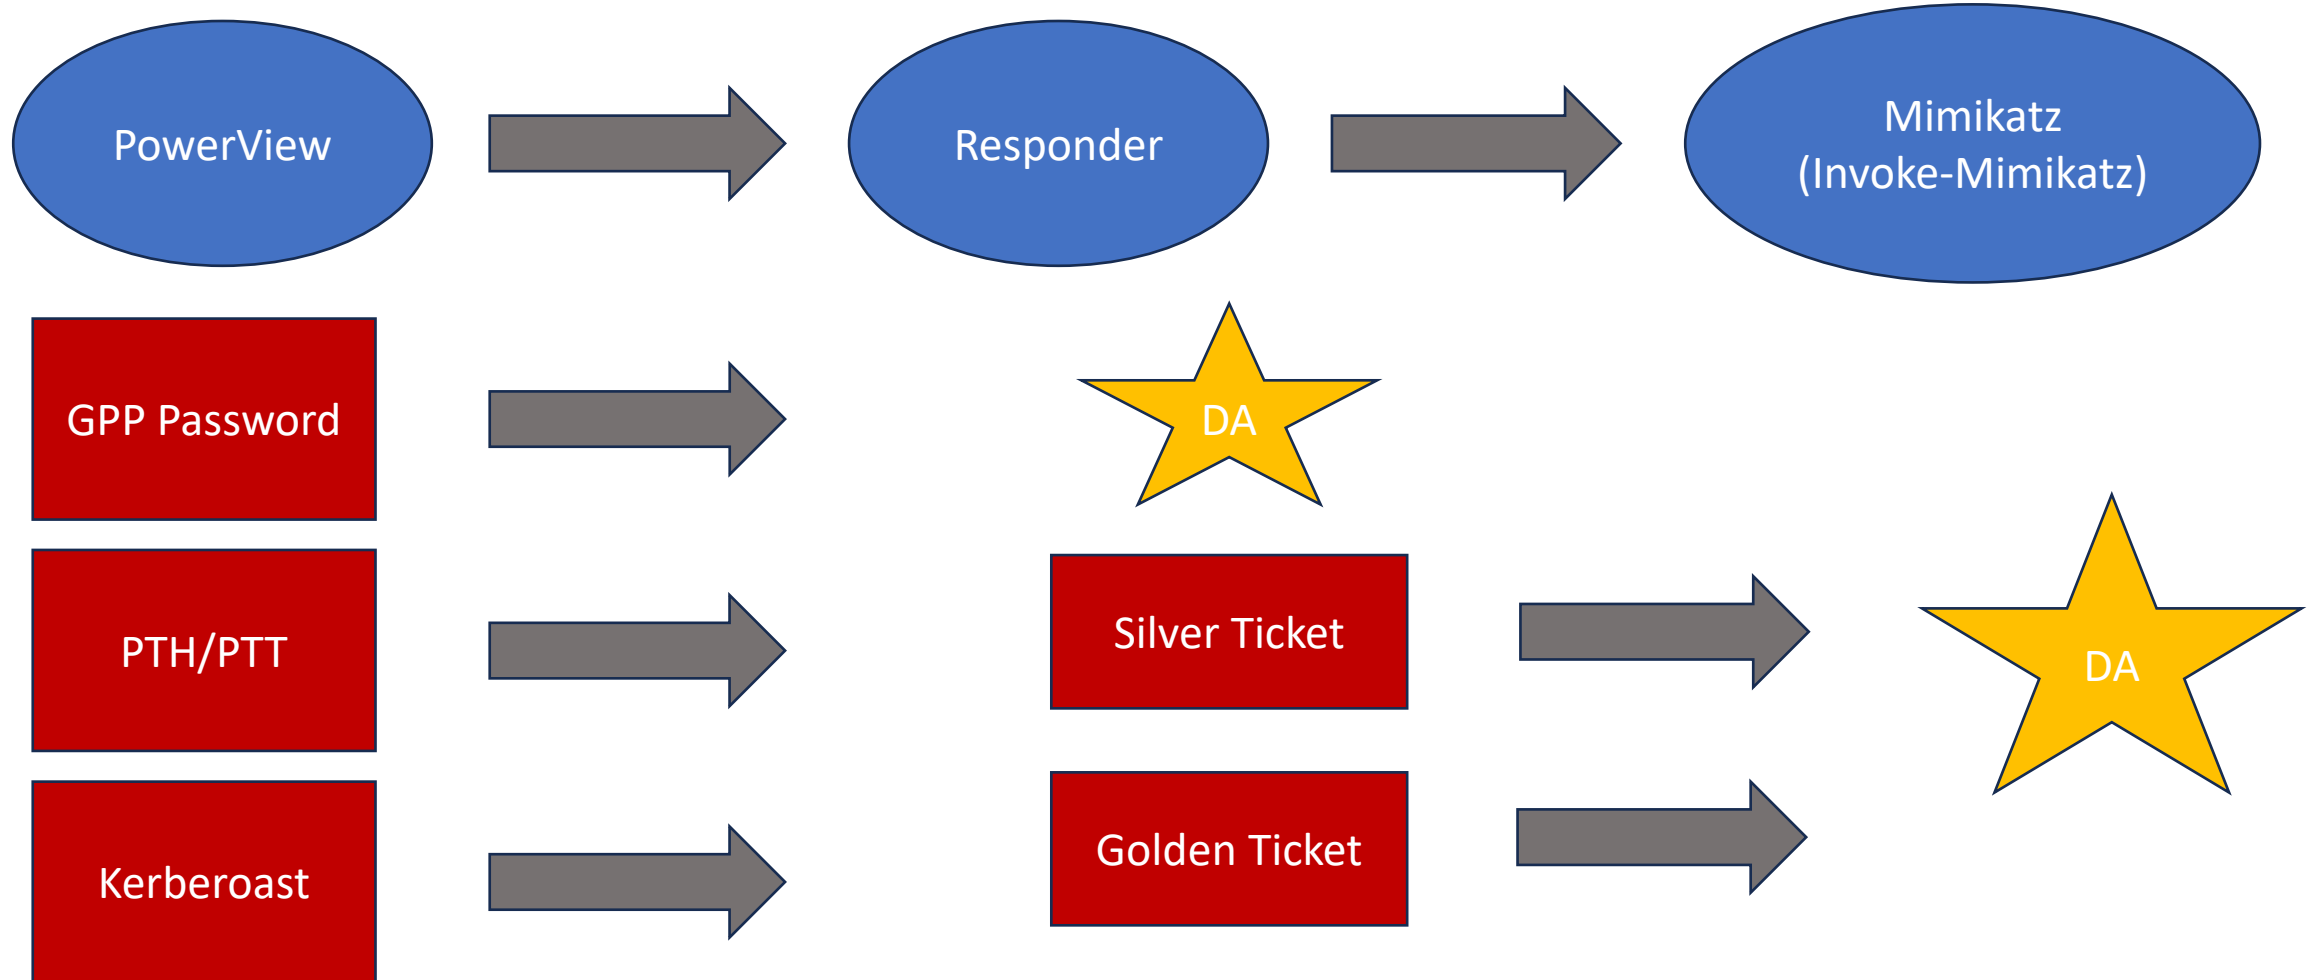 PowerView
Responder
Mimikatz
(Invoke-Mimikatz)
GPP Password
DA
PTH/PTT
Silver Ticket
DA
Kerberoast
Golden Ticket